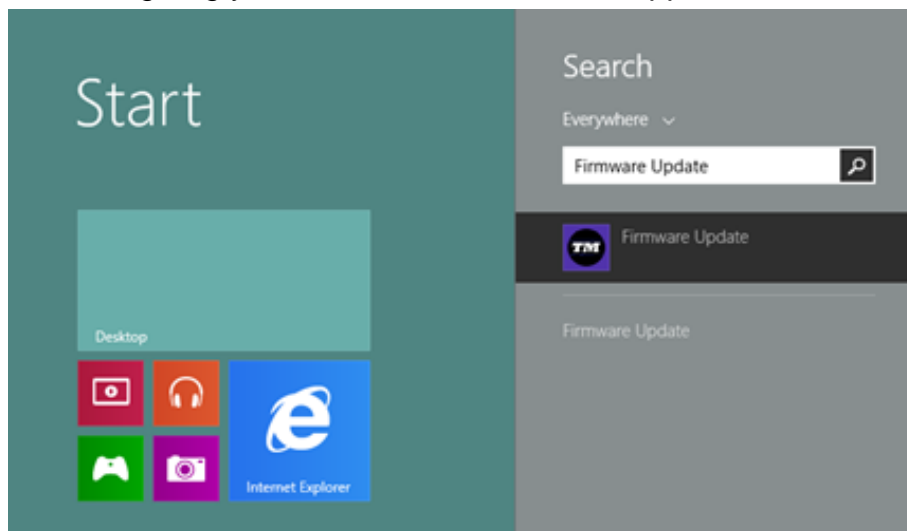 Start
Desktop
Internet Explorer
Search
Everywhere
Firmware Update
TM
Firmware Update
Firmware Update